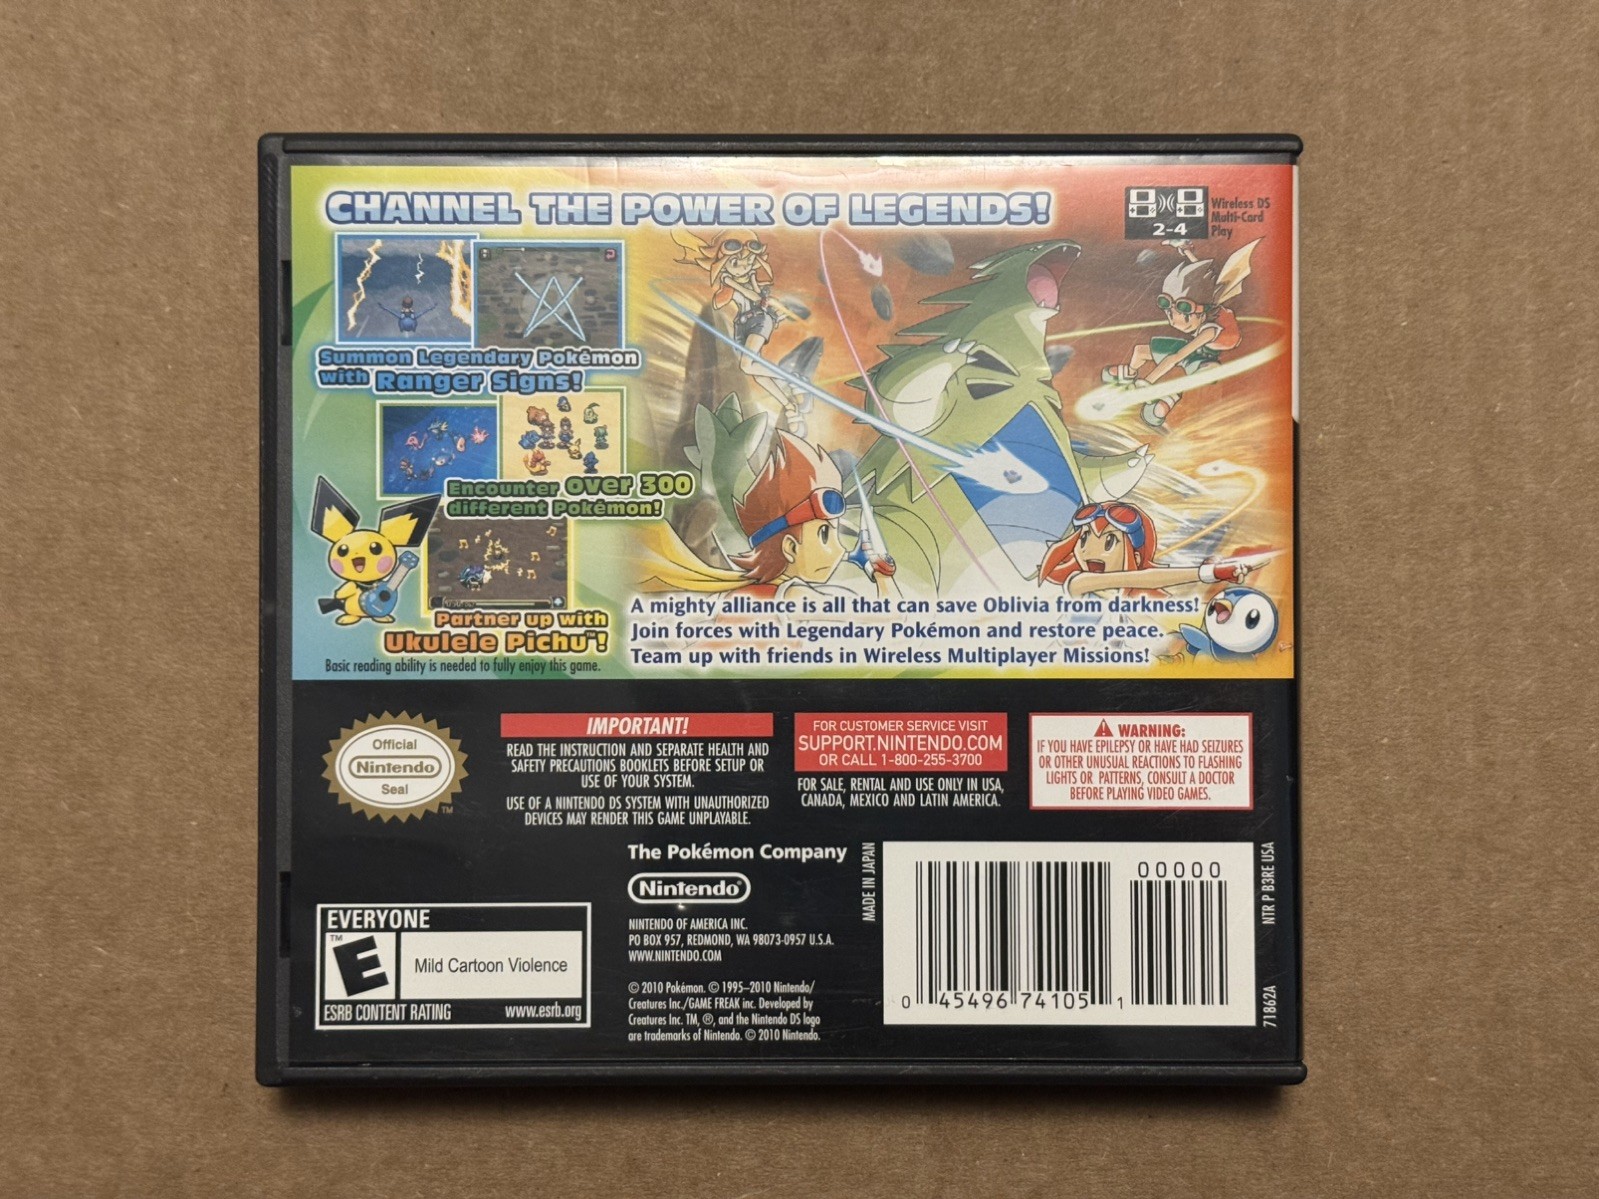 CHANNEL THE POWER OF LEGENDS!
2-4
Wireless DS
Multi-Card
Play
Summon Legendary Pokémon
with Ranger Signs!
Encounter over 300
different Pokémon!
Partner up with
Ukulele Pichu™!
Basic reading ability is needed to fully enjoy this game.
A mighty alliance is all that can save Oblivia from darkness!
Join forces with Legendary Pokémon and restore peace.
Team up with friends in Wireless Multiplayer Missions!
Official
Nintendo
Seal
TM
IMPORTANT!
READ THE INSTRUCTION AND SEPARATE HEALTH AND
SAFETY PRECAUTIONS BOOKLETS BEFORE SETUP OR
USE OF YOUR SYSTEM.
USE OF A NINTENDO DS SYSTEM WITH UNAUTHORIZED
DEVICES MAY RENDER THIS GAME UNPLAYABLE.
FOR CUSTOMER SERVICE VISIT
SUPPORT.NINTENDO.COM
OR CALL 1-800-255-3700
FOR SALE, RENTAL AND USE ONLY IN USA,
CANADA, MEXICO AND LATIN AMERICA.
WARNING:
IF YOU HAVE EPILEPSY OR HAVE HAD SEIZURES
OR OTHER UNUSUAL REACTIONS TO FLASHING
LIGHTS OR PATTERNS, CONSULT A DOCTOR
BEFORE PLAYING VIDEO GAMES.
EVERYONE
TM
E
Mild Cartoon Violence
ESRB CONTENT RATING www.esrb.org
The Pokémon Company
Nintendo®
NINTENDO OF AMERICA INC.
PO BOX 957, REDMOND, WA 98073-0957 U.S.A.
WWW.NINTENDO.COM
© 2010 Pokémon. © 1995–2010 Nintendo/
Creatures Inc./GAME FREAK inc. Developed by
Creatures Inc. TM, ®, and the Nintendo DS logo
are trademarks of Nintendo. © 2010 Nintendo.
MADE IN JAPAN
00000
0 45496 74105 1
NTR P B3RE USA
71862A